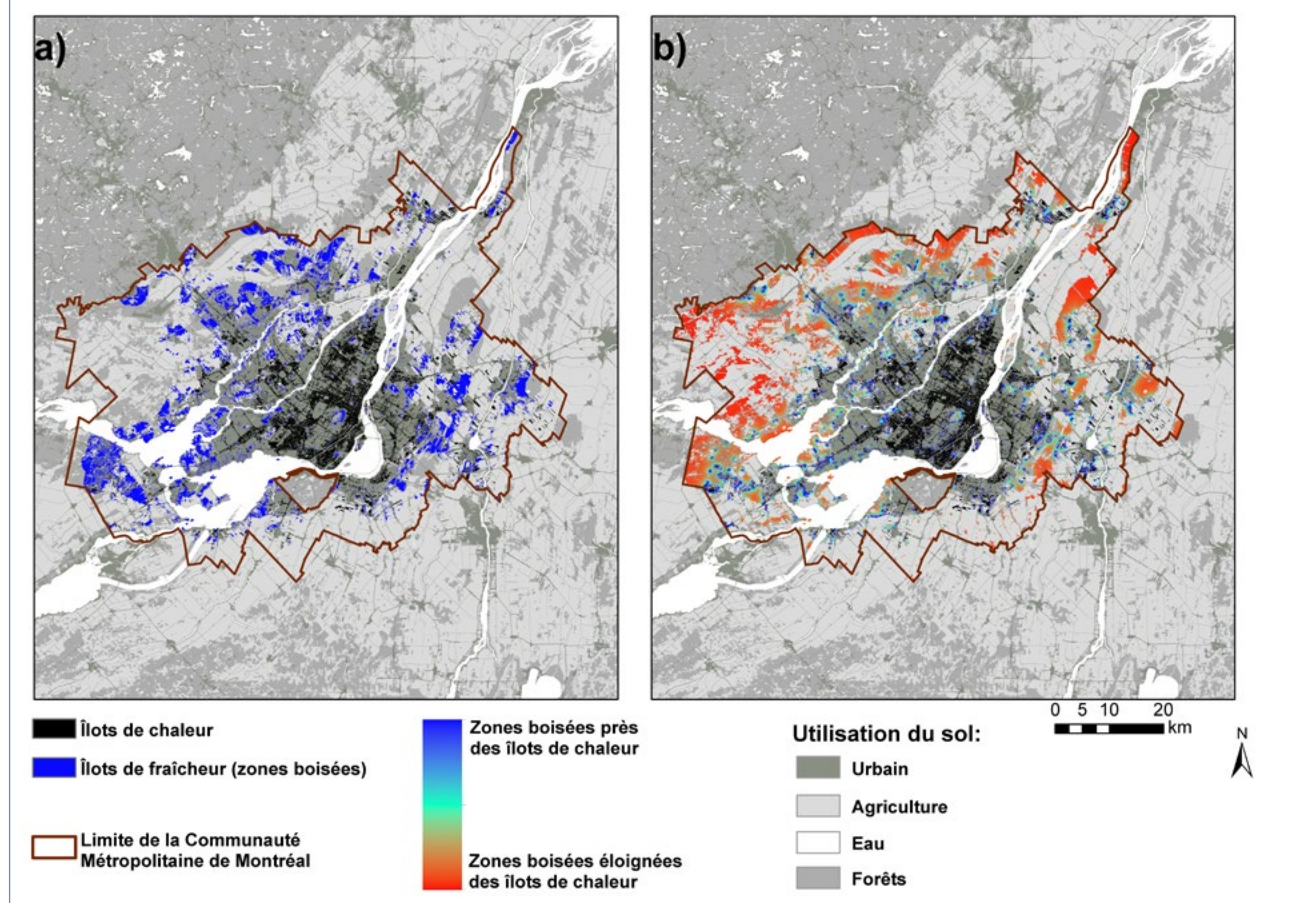 a)
b)
Îlots de chaleur
Îlots de fraîcheur (zones boisées)
Limite de la Communauté
Métropolitaine de Montréal
Zones boisées près
des îlots de chaleur
Zones boisées éloignées
des îlots de chaleur
Utilisation du sol:
Urbain
Agriculture
Eau
Forêts
0 5 10 20
km
N